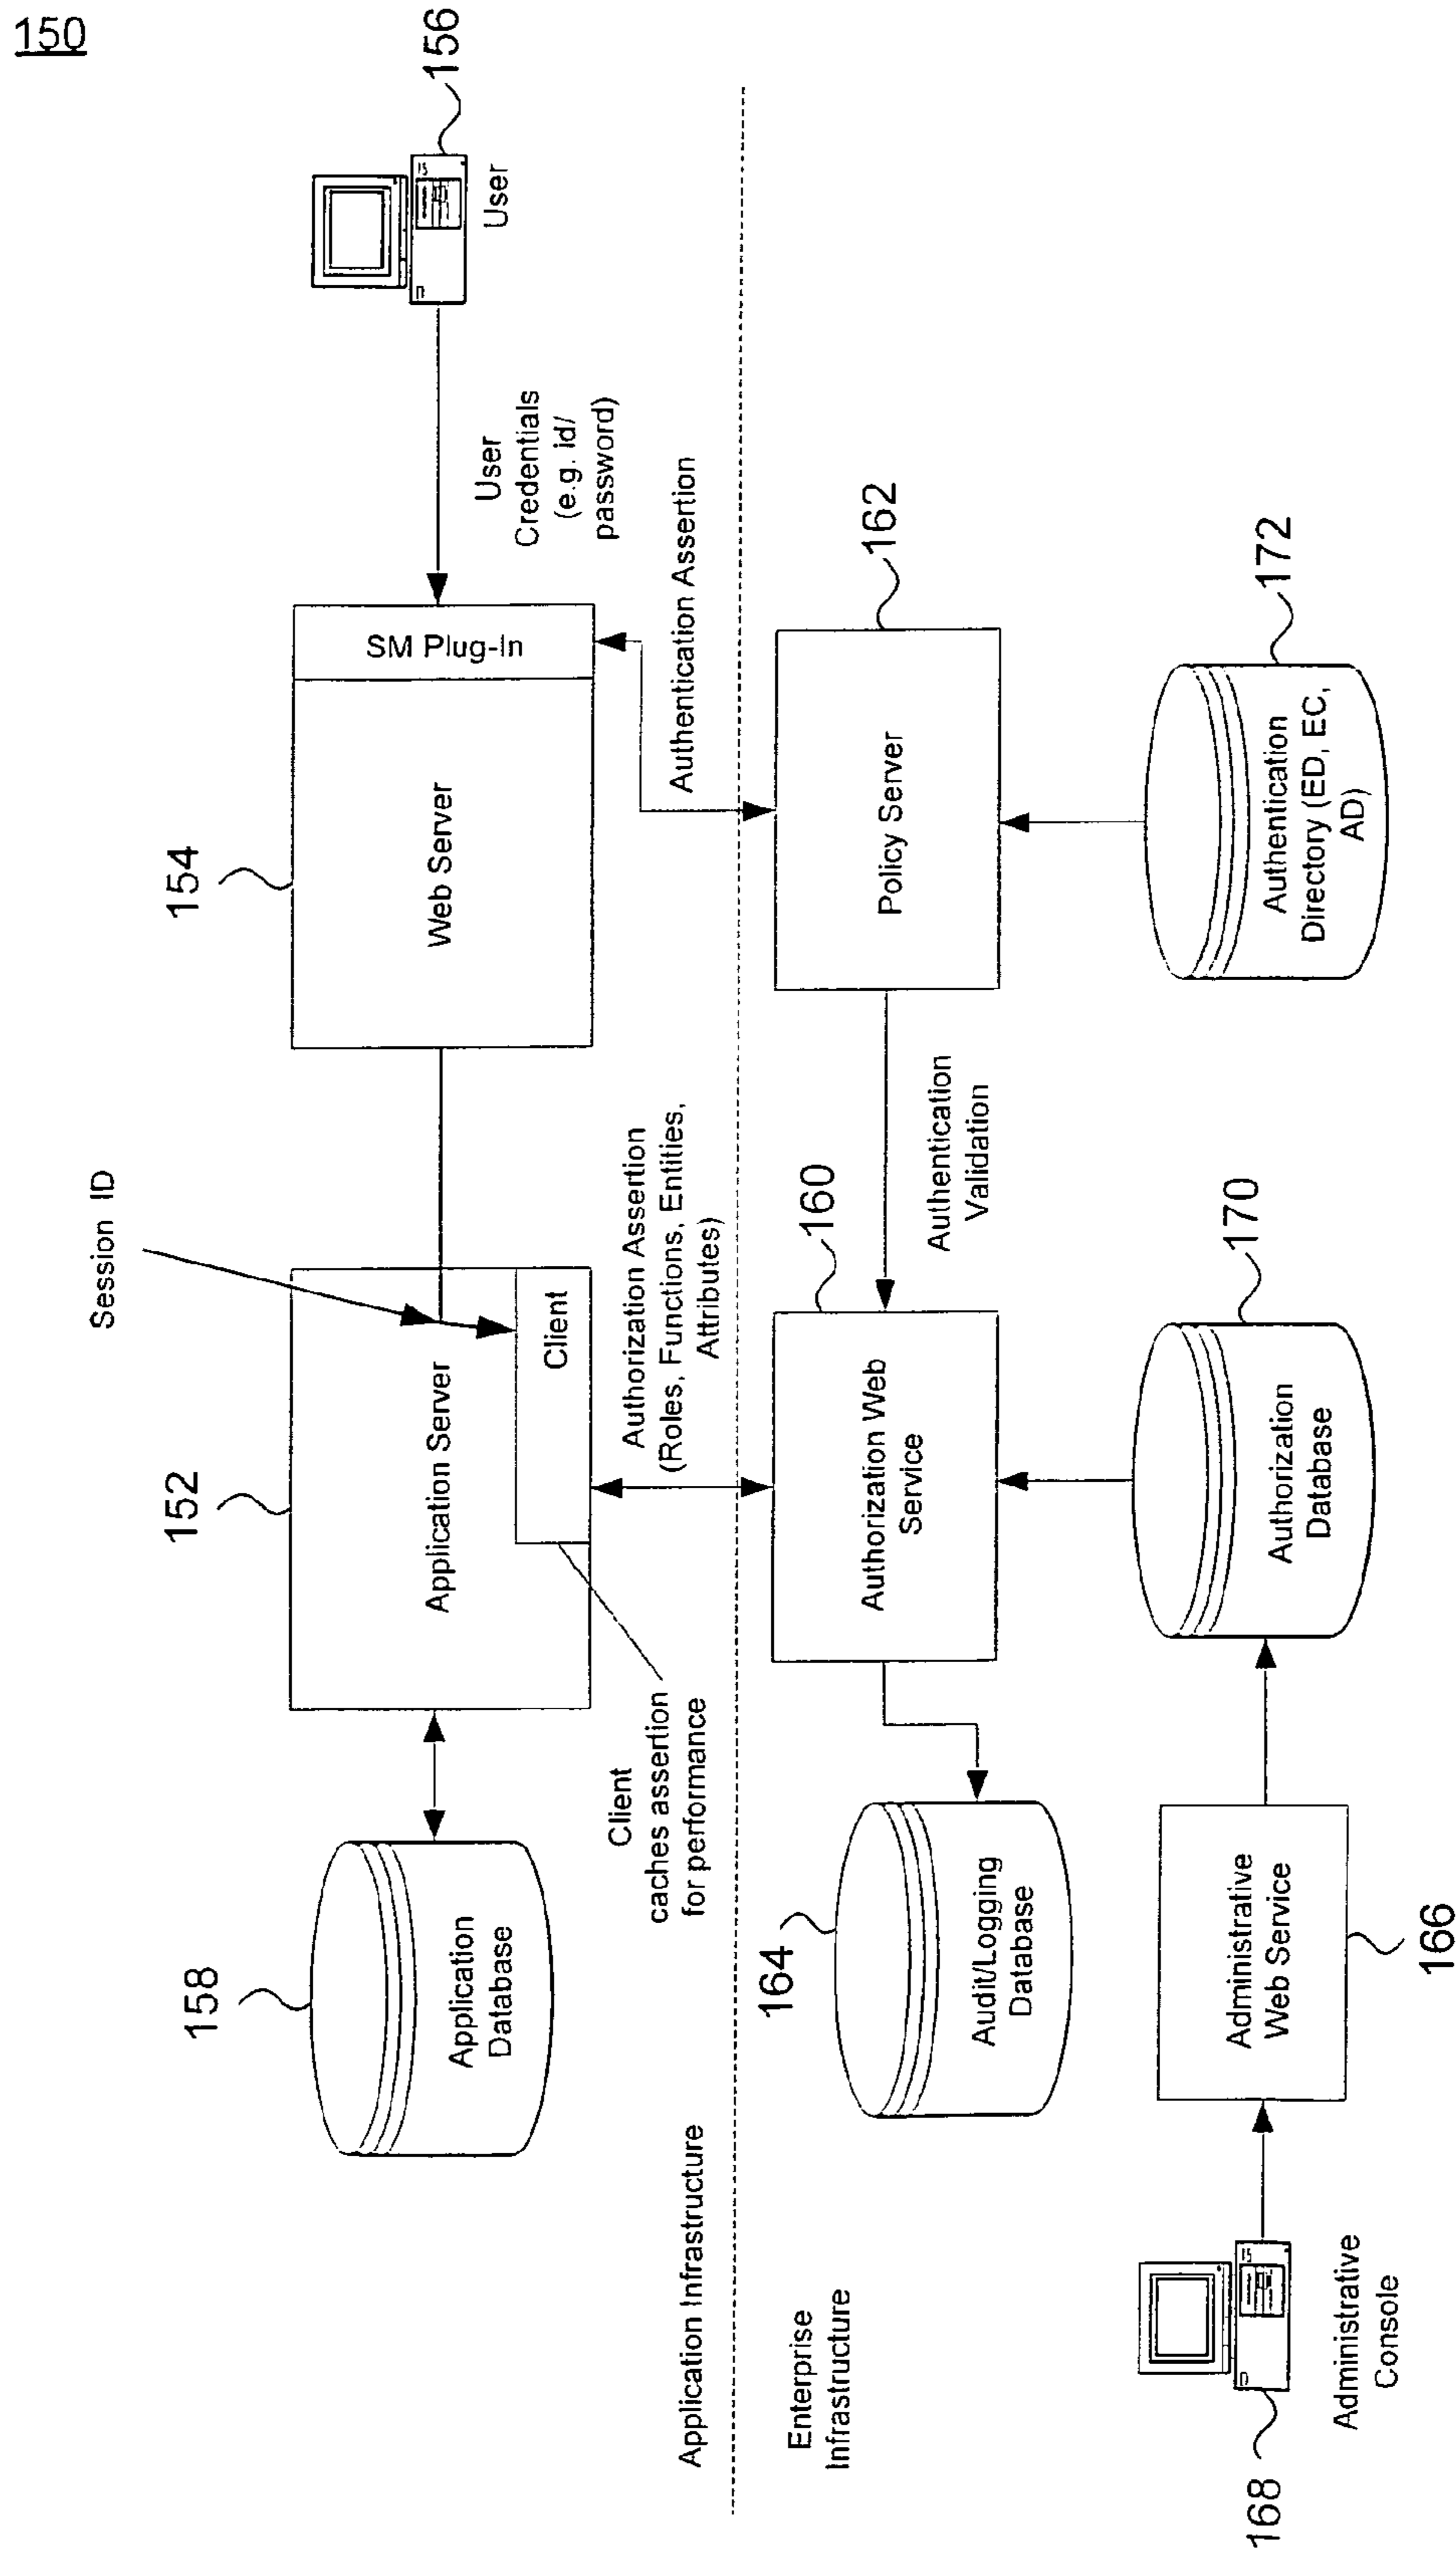 150
156
User
User
Credentials
(e.g. id/
password)
SM Plug-In
Web Server
154
Authentication Assertion
Session ID
Client
Application Server
152
Authorization Assertion
(Roles, Functions, Entities,
Attributes)
Client
caches assertion
for performance
Application
Database
158
Application Infrastructure
Enterprise
Infrastructure
162
Policy Server
172
Authentication
Directory (ED, EC,
AD)
Authentication
Validation
160
Authorization Web
Service
170
Authorization
Database
164
Audit/Logging
Database
Administrative
Web Service
166
Administrative
Console
168